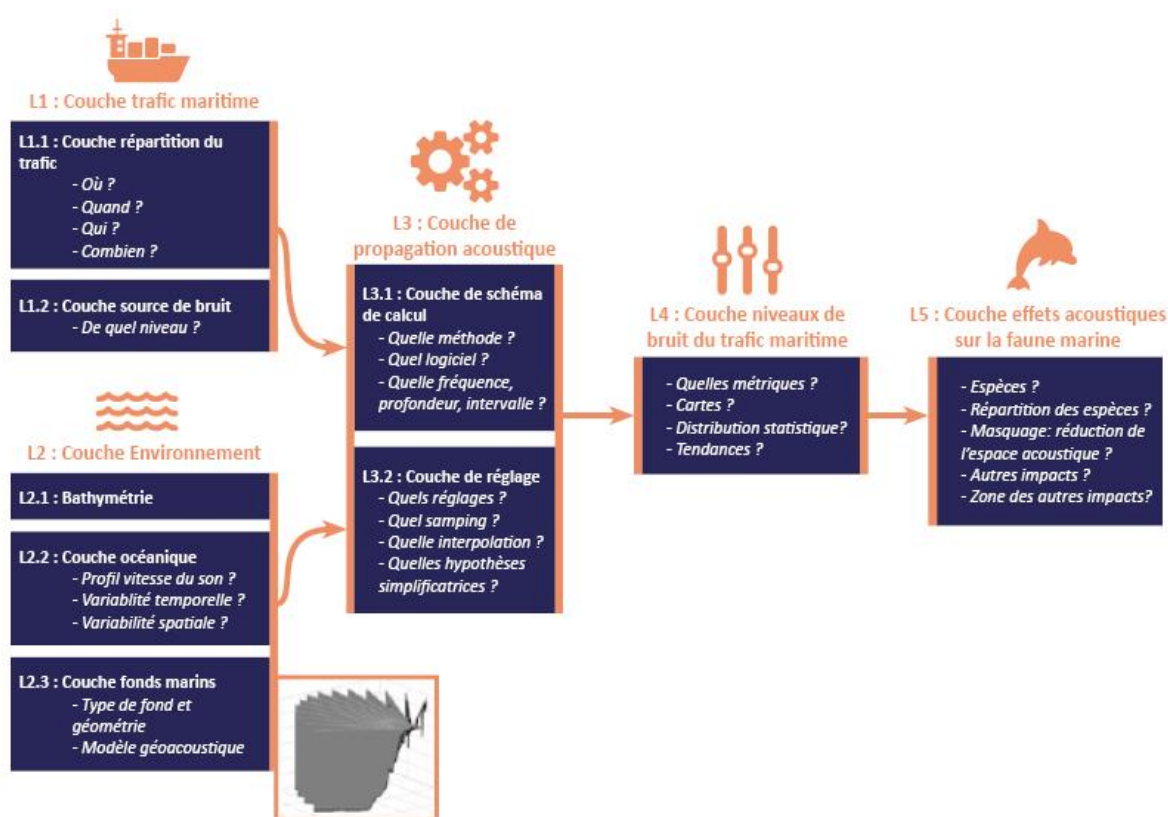 L1 : Couche trafic maritime
L1.1 : Couche répartition du
trafic
- Où ?
- Quand ?
- Qui ?
- Combien ?
L1.2 : Couche source de bruit
- De quel niveau ?
L2 : Couche Environnement
L2.1 : Bathymétrie
L2.2 : Couche océanique
- Profil vitesse du son ?
- Variablité temporelle ?
- Variabilité spatiale ?
L2.3 : Couche fonds marins
- Type de fond et
géométrie
- Modèle géoacoustique
L3 : Couche de
propagation acoustique
L3.1 : Couche de schéma
de calcul
- Quelle méthode ?
- Quel logiciel ?
- Quelle fréquence,
profondeur, intervalle ?
L3.2 : Couche de réglage
- Quels réglages ?
- Quel samping ?
- Quelle interpolation ?
- Quelles hypothèses
simplificatrices ?
L4 : Couche niveaux de
bruit du trafic maritime
- Quelles métriques ?
- Cartes ?
- Distribution statistique?
- Tendances ?
L5 : Couche effets acoustiques
sur la faune marine
- Espèces ?
- Répartition des espèces ?
- Masquage: réduction de
l'espace acoustique ?
- Autres impacts ?
- Zone des autres impacts?